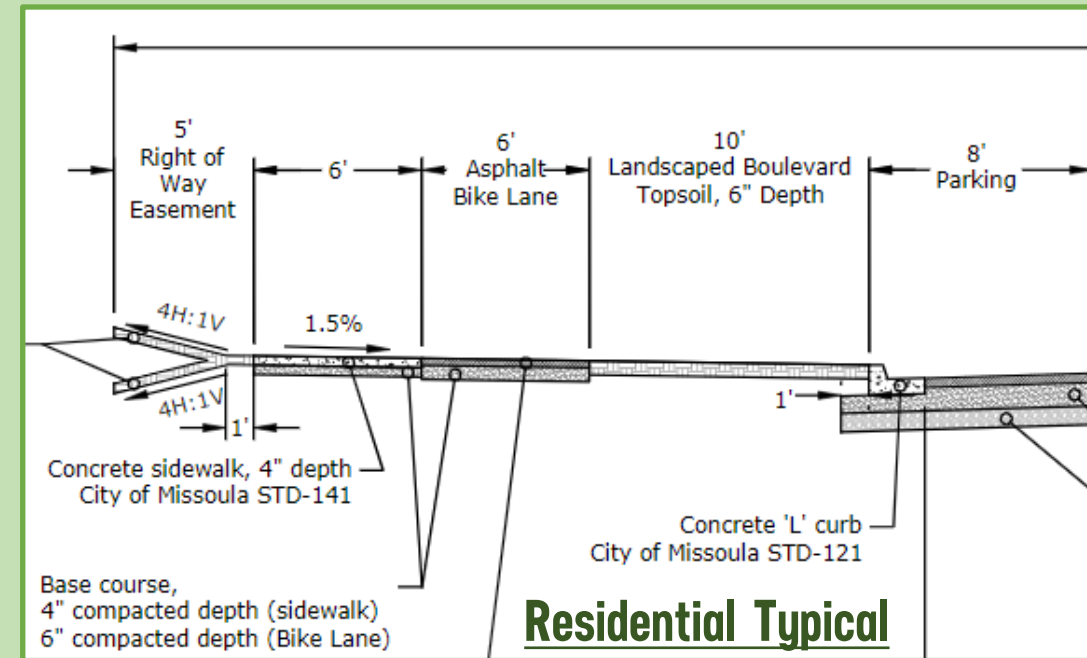 5'
Right of
Way
Easement
6'
6'
Asphalt
Bike Lane
10'
Landscaped Boulevard
Topsoil, 6" Depth
8'
Parking
4H:1V
1.5%
4H:1V
1'
1'
Concrete sidewalk, 4" depth
City of Missoula STD-141
Concrete 'L' curb
City of Missoula STD-121
Base course,
4" compacted depth (sidewalk)
6" compacted depth (Bike Lane)
Residential Typical